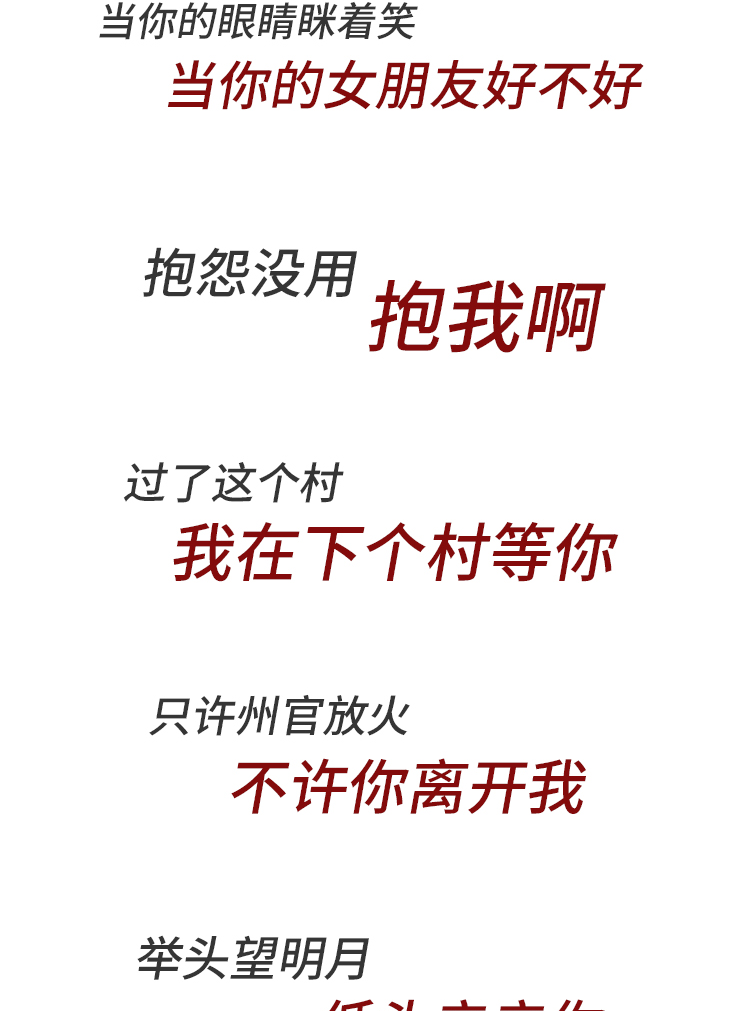 当你的眼睛眯着笑
当你的女朋友好不好
抱怨没用
抱我啊
过了这个村
我在下个村等你
只许州官放火
不许你离开我
举头望明月